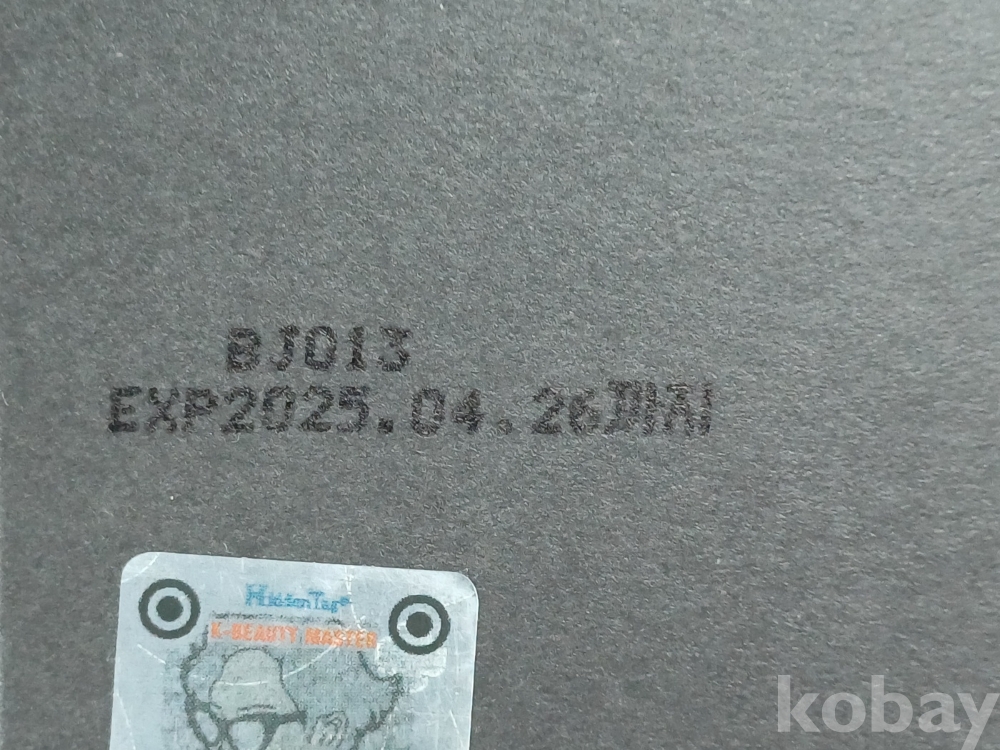 BJ013
EXP2025.04.26까지
HiddenTag®
K-BEAUTY MASTER
kobay